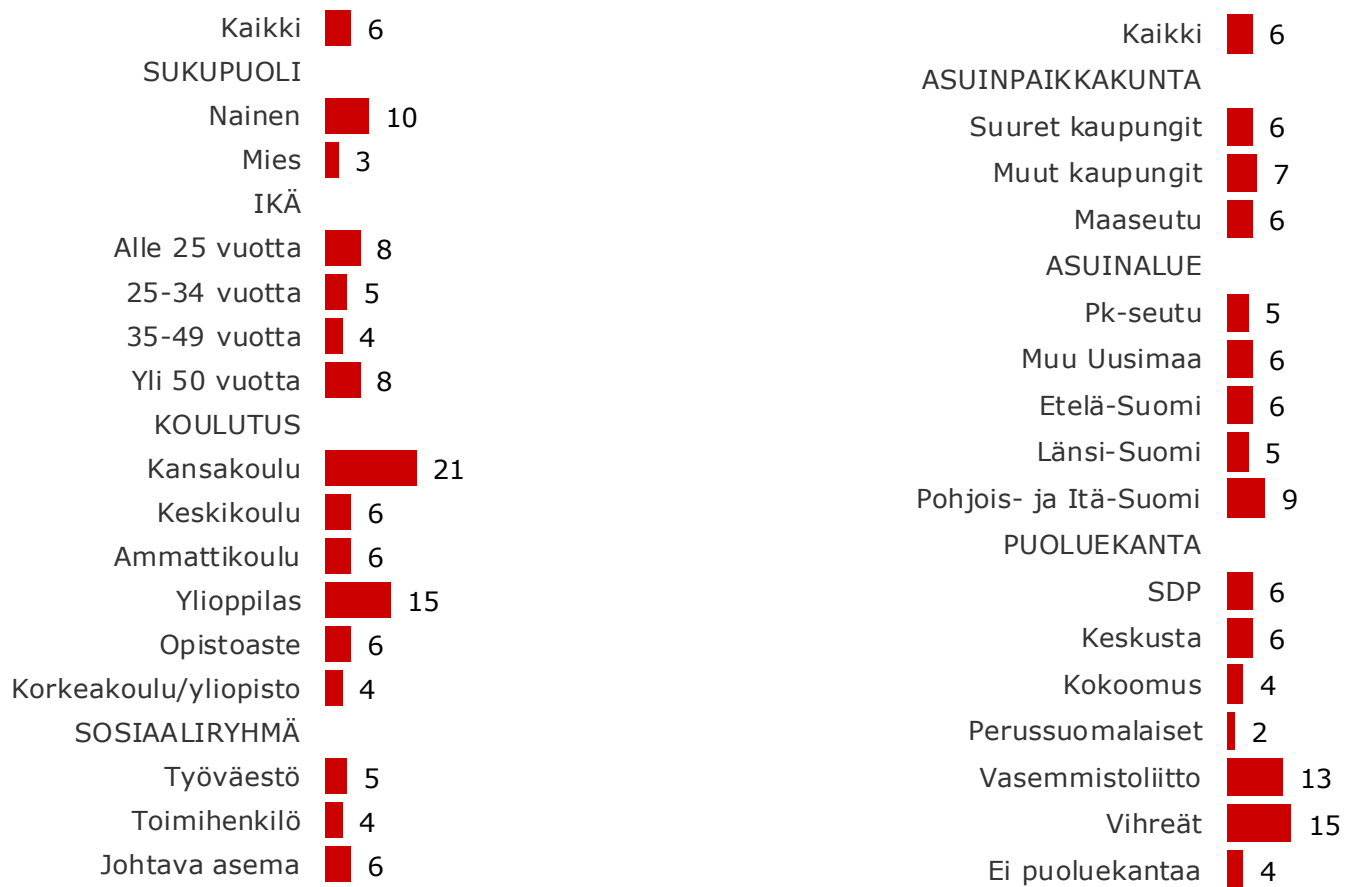 Kaikki 6
SUKUPUOLI
Nainen 10
Mies 3
IKÄ
Alle 25 vuotta 8
25-34 vuotta 5
35-49 vuotta 4
Yli 50 vuotta 8
KOULUTUS
Kansakoulu 21
Keskikoulu 6
Ammattikoulu 6
Ylioppilas 15
Opistoaste 6
Korkeakoulu/yliopisto 4
SOSIAALIRYHMÄ
Työväestö 5
Toimihenkilö 4
Johtava asema 6
Kaikki 6
ASUINPAIKKAKUNTA
Suuret kaupungit 6
Muut kaupungit 7
Maaseutu 6
ASUINALUE
Pk-seutu 5
Muu Uusimaa 6
Etelä-Suomi 6
Länsi-Suomi 5
Pohjois- ja Itä-Suomi 9
PUOLUEKANTA
SDP 6
Keskusta 6
Kokoomus 4
Perussuomalaiset 2
Vasemmistoliitto 13
Vihreät 15
Ei puoluekantaa 4